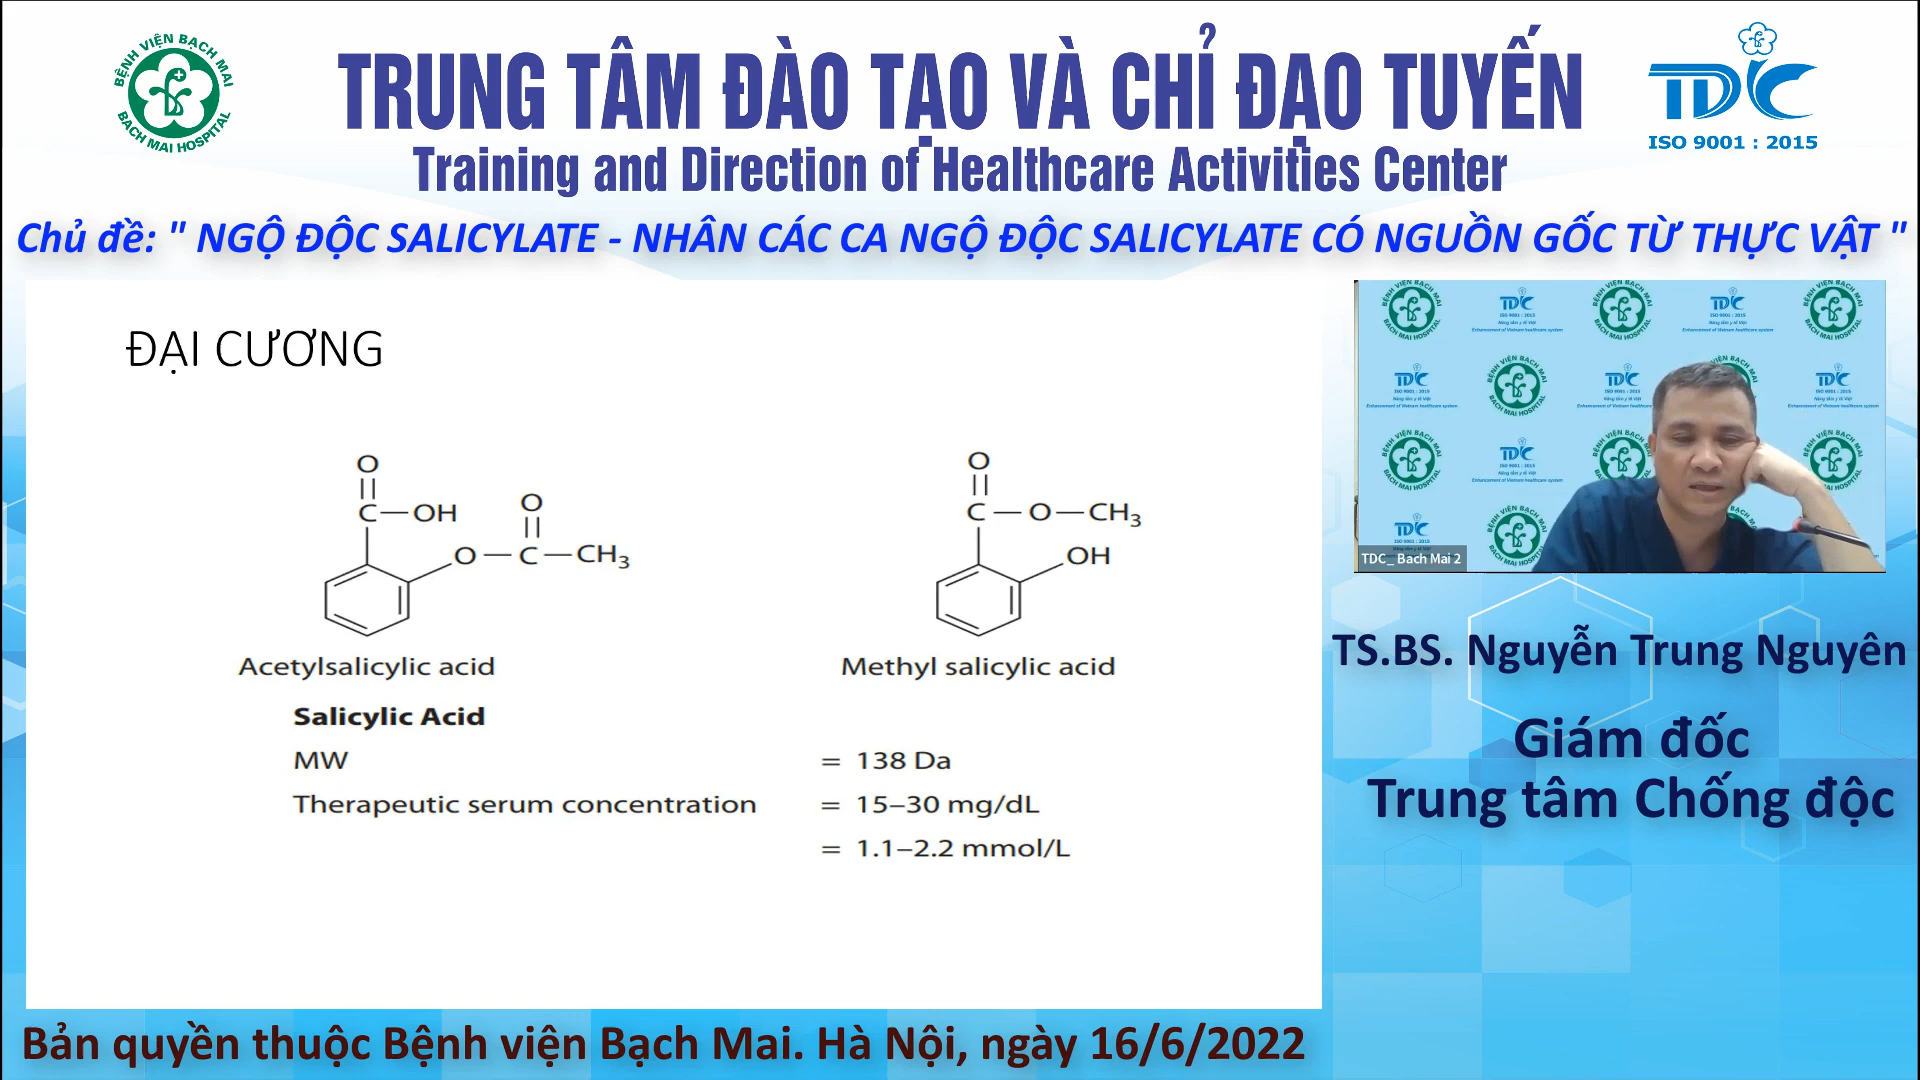 BỆNH VIỆN BẠCH MAI
BACH MAI HOSPITAL
TRUNG TÂM ĐÀO TẠO VÀ CHỈ ĐẠO TUYẾN
Training and Direction of Healthcare Activities Center
TDC
ISO 9001 : 2015
Chủ đề: " NGỘ ĐỘC SALICYLATE - NHÂN CÁC CA NGỘ ĐỘC SALICYLATE CÓ NGUỒN GỐC TỪ THỰC VẬT "
ĐẠI CƯƠNG
O
C—OH
O
O—C—CH3
Acetylsalicylic acid
O
C—O—CH3
OH
Methyl salicylic acid
Salicylic Acid
MW = 138 Da
Therapeutic serum concentration = 15–30 mg/dL
= 1.1–2.2 mmol/L
TDC_ Bach Mai 2
TS.BS. Nguyễn Trung Nguyên
Giám đốc
Trung tâm Chống độc
Bản quyền thuộc Bệnh viện Bạch Mai. Hà Nội, ngày 16/6/2022